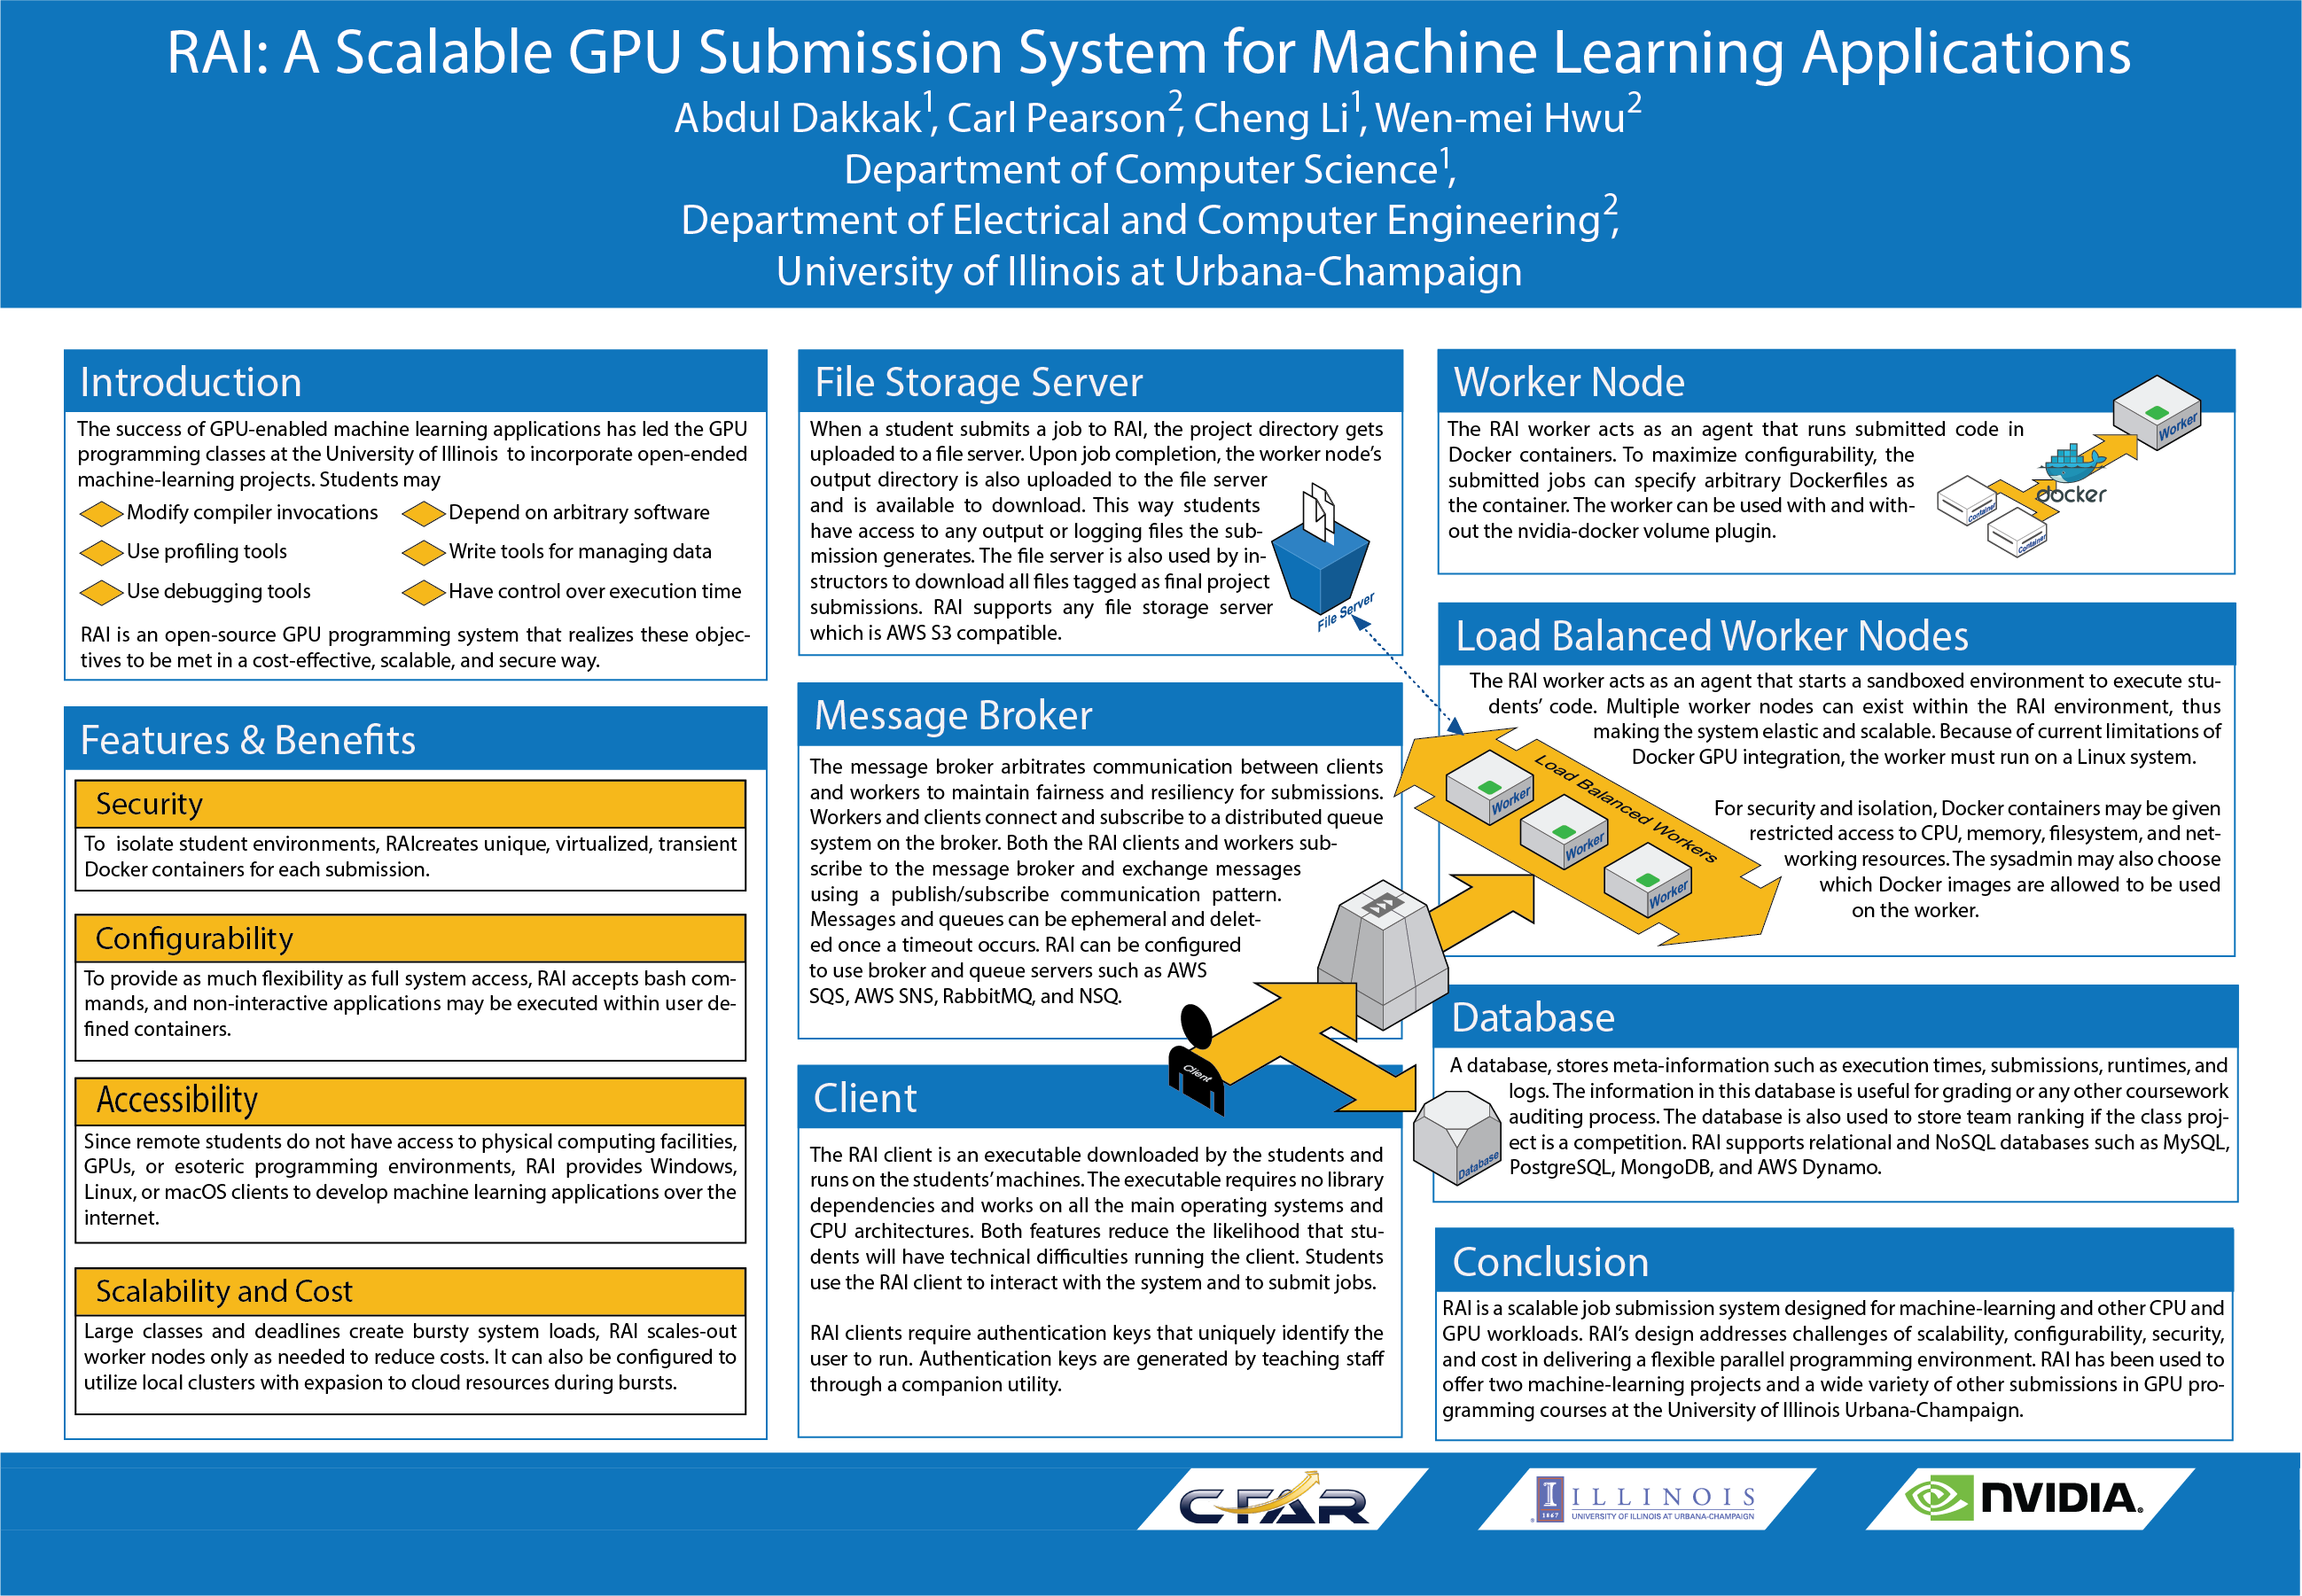 RAI: A Scalable GPU Submission System for Machine Learning Applications
Abdul Dakkak1, Carl Pearson2, Cheng Li1, Wen-mei Hwu2
Department of Computer Science1,
Department of Electrical and Computer Engineering2,
University of Illinois at Urbana-Champaign
Introduction
The success of GPU-enabled machine learning applications has led the GPU
programming classes at the University of Illinois to incorporate open-ended
machine-learning projects. Students may
Modify compiler invocations
Depend on arbitrary software
Use profiling tools
Write tools for managing data
Use debugging tools
Have control over execution time
RAI is an open-source GPU programming system that realizes these objec-
tives to be met in a cost-effective, scalable, and secure way.
Features & Benefits
Security
To isolate student environments, RAIcreates unique, virtualized, transient
Docker containers for each submission.
Configurability
To provide as much flexibility as full system access, RAI accepts bash com-
mands, and non-interactive applications may be executed within user de-
fined containers.
Accessibility
Since remote students do not have access to physical computing facilities,
GPUs, or esoteric programming environments, RAI provides Windows,
Linux, or macOS clients to develop machine learning applications over the
internet.
Scalability and Cost
Large classes and deadlines create bursty system loads, RAI scales-out
worker nodes only as needed to reduce costs. It can also be configured to
utilize local clusters with expasion to cloud resources during bursts.
File Storage Server
When a student submits a job to RAI, the project directory gets
uploaded to a file server. Upon job completion, the worker node's
output directory is also uploaded to the file server
and is available to download. This way students
have access to any output or logging files the sub-
mission generates. The file server is also used by in-
structors to download all files tagged as final project
submissions. RAI supports any file storage server
which is AWS S3 compatible.
File Server
Message Broker
The message broker arbitrates communication between clients
and workers to maintain fairness and resiliency for submissions.
Workers and clients connect and subscribe to a distributed queue
system on the broker. Both the RAI clients and workers sub-
scribe to the message broker and exchange messages
using a publish/subscribe communication pattern.
Messages and queues can be ephemeral and delet-
ed once a timeout occurs. RAI can be configured
to use broker and queue servers such as AWS
SQS, AWS SNS, RabbitMQ, and NSQ.
Client
Client
The RAI client is an executable downloaded by the students and
runs on the students' machines. The executable requires no library
dependencies and works on all the main operating systems and
CPU architectures. Both features reduce the likelihood that stu-
dents will have technical difficulties running the client. Students
use the RAI client to interact with the system and to submit jobs.
RAI clients require authentication keys that uniquely identify the
user to run. Authentication keys are generated by teaching staff
through a companion utility.
Worker Node
The RAI worker acts as an agent that runs submitted code in
Docker containers. To maximize configurability, the
submitted jobs can specify arbitrary Dockerfiles as
the container. The worker can be used with and with-
out the nvidia-docker volume plugin.
Worker
docker
Container
Container
Load Balanced Worker Nodes
The RAI worker acts as an agent that starts a sandboxed environment to execute stu-
dents' code. Multiple worker nodes can exist within the RAI environment, thus
making the system elastic and scalable. Because of current limitations of
Docker GPU integration, the worker must run on a Linux system.
For security and isolation, Docker containers may be given
restricted access to CPU, memory, filesystem, and net-
working resources. The sysadmin may also choose
which Docker images are allowed to be used
on the worker.
Load Balanced Workers
Worker
Worker
Worker
Database
A database, stores meta-information such as execution times, submissions, runtimes, and
logs. The information in this database is useful for grading or any other coursework
auditing process. The database is also used to store team ranking if the class proj-
ect is a competition. RAI supports relational and NoSQL databases such as MySQL,
PostgreSQL, MongoDB, and AWS Dynamo.
Database
Conclusion
RAI is a scalable job submission system designed for machine-learning and other CPU and
GPU workloads. RAI's design addresses challenges of scalability, configurability, security,
and cost in delivering a flexible parallel programming environment. RAI has been used to
offer two machine-learning projects and a wide variety of other submissions in GPU pro-
gramming courses at the University of Illinois Urbana-Champaign.
CFAR
I
1867
ILLINOIS
UNIVERSITY OF ILLINOIS AT URBANA-CHAMPAIGN
NVIDIA.